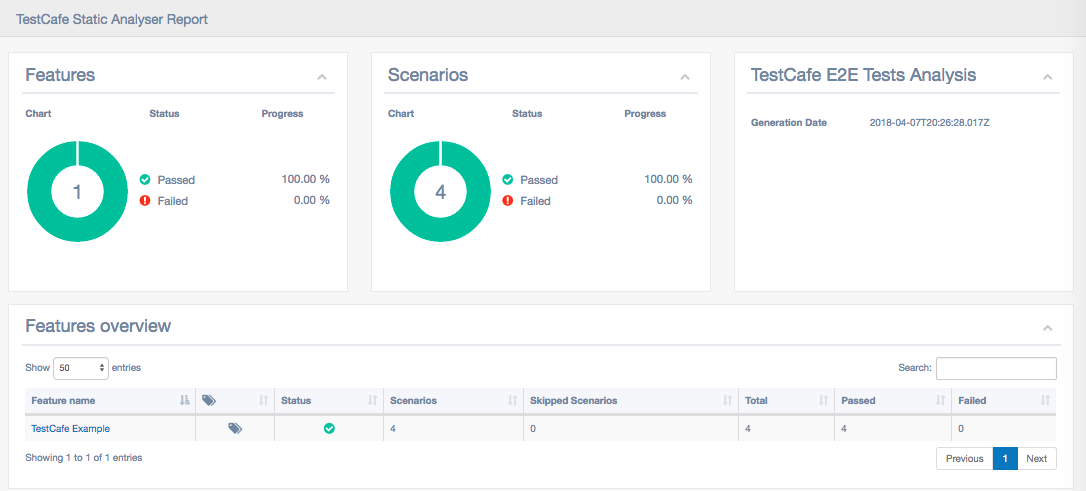 TestCafe Static Analyser Report
Features
Chart Status Progress
1
Passed 100.00 %
Failed 0.00 %
Scenarios
Chart Status Progress
4
Passed 100.00 %
Failed 0.00 %
TestCafe E2E Tests Analysis
Generation Date 2018-04-07T20:26:28.017Z
Features overview
Show 50 entries Search:
Feature name Status Scenarios Skipped Scenarios Total Passed Failed
TestCafe Example 4 0 4 4 0
Showing 1 to 1 of 1 entries Previous 1 Next